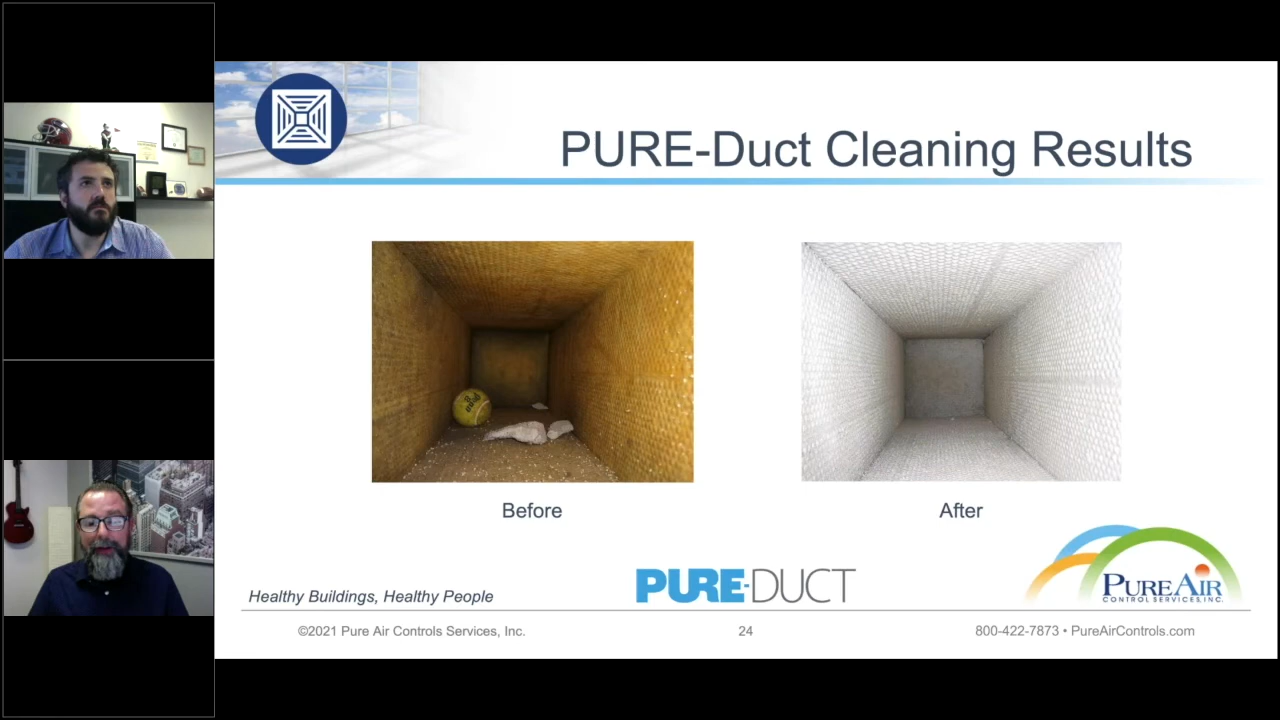 PURE-Duct Cleaning Results
Before
After
Healthy Buildings, Healthy People
PURE-DUCT
PUREAIR
CONTROL SERVICES, INC.
©2021 Pure Air Controls Services, Inc.
24
800-422-7873 • PureAirControls.com